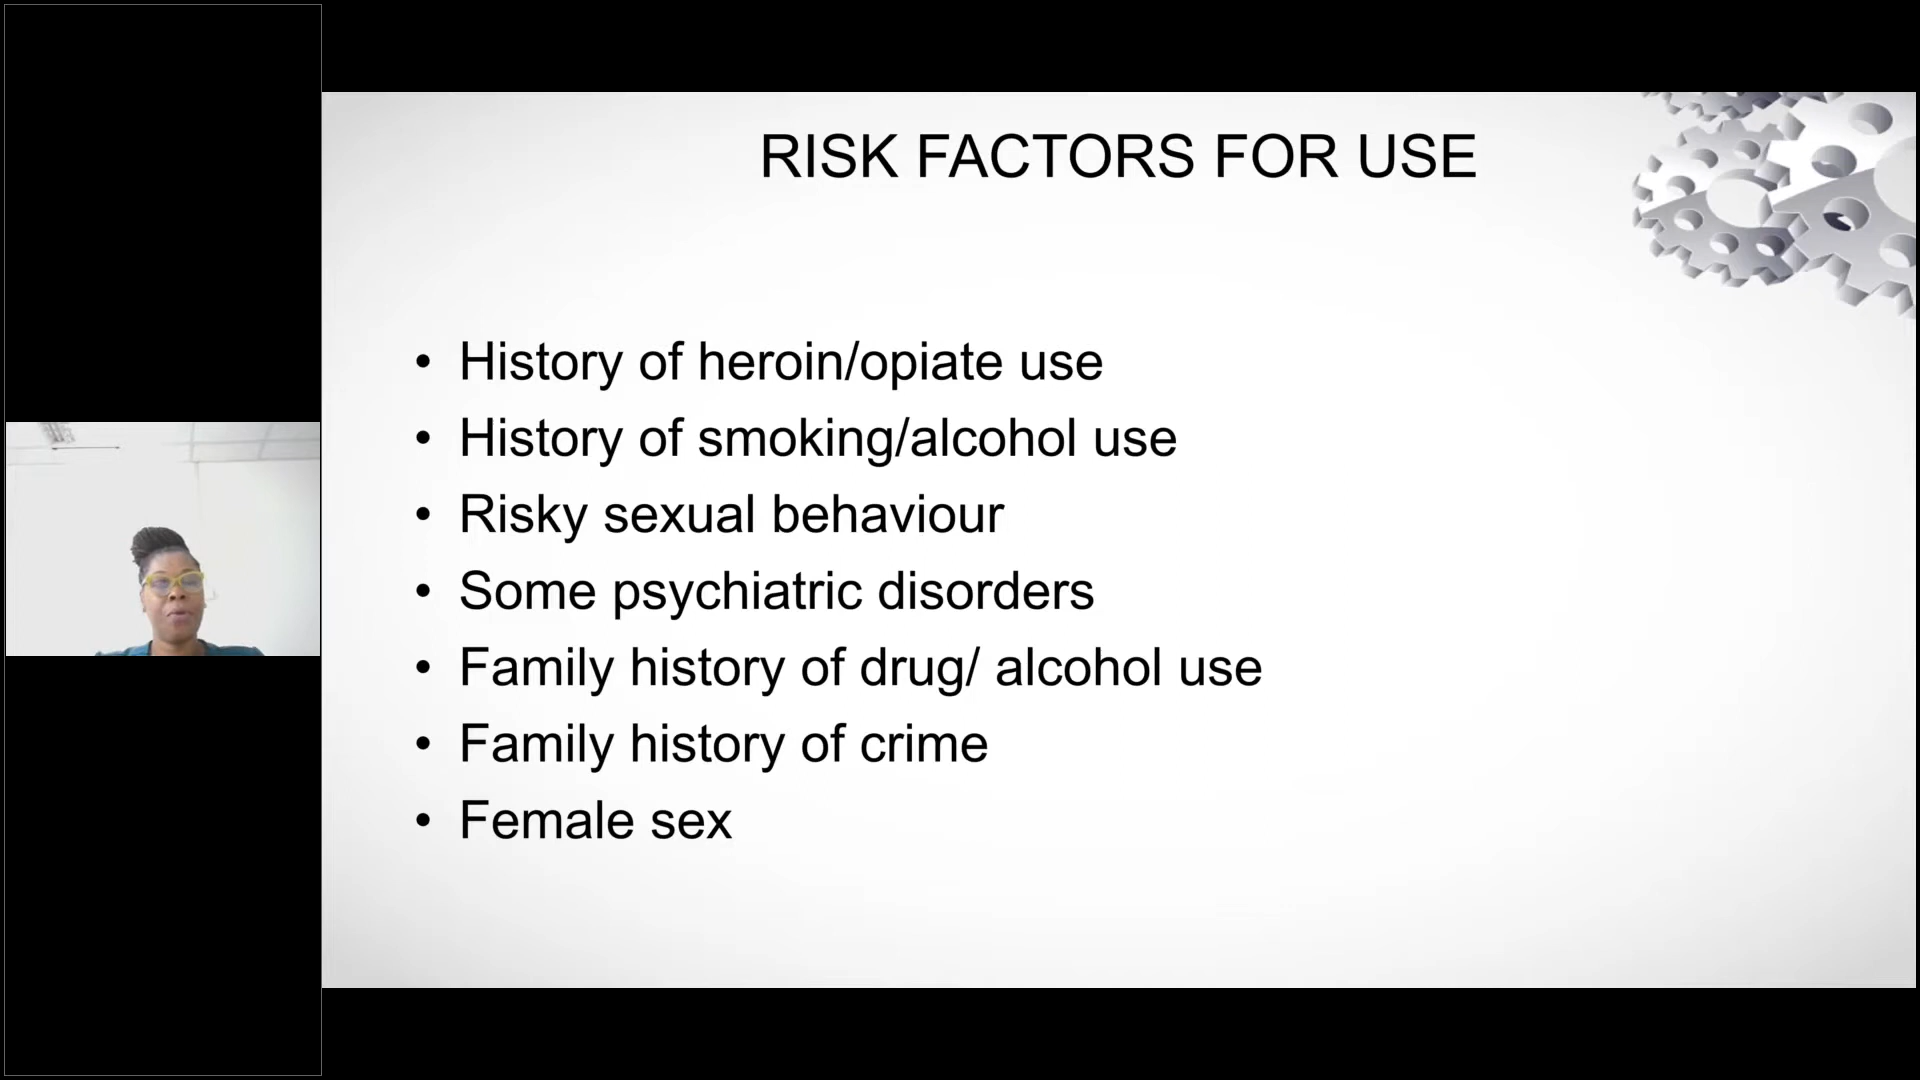 RISK FACTORS FOR USE
• History of heroin/opiate use
• History of smoking/alcohol use
• Risky sexual behaviour
• Some psychiatric disorders
• Family history of drug/ alcohol use
• Family history of crime
• Female sex